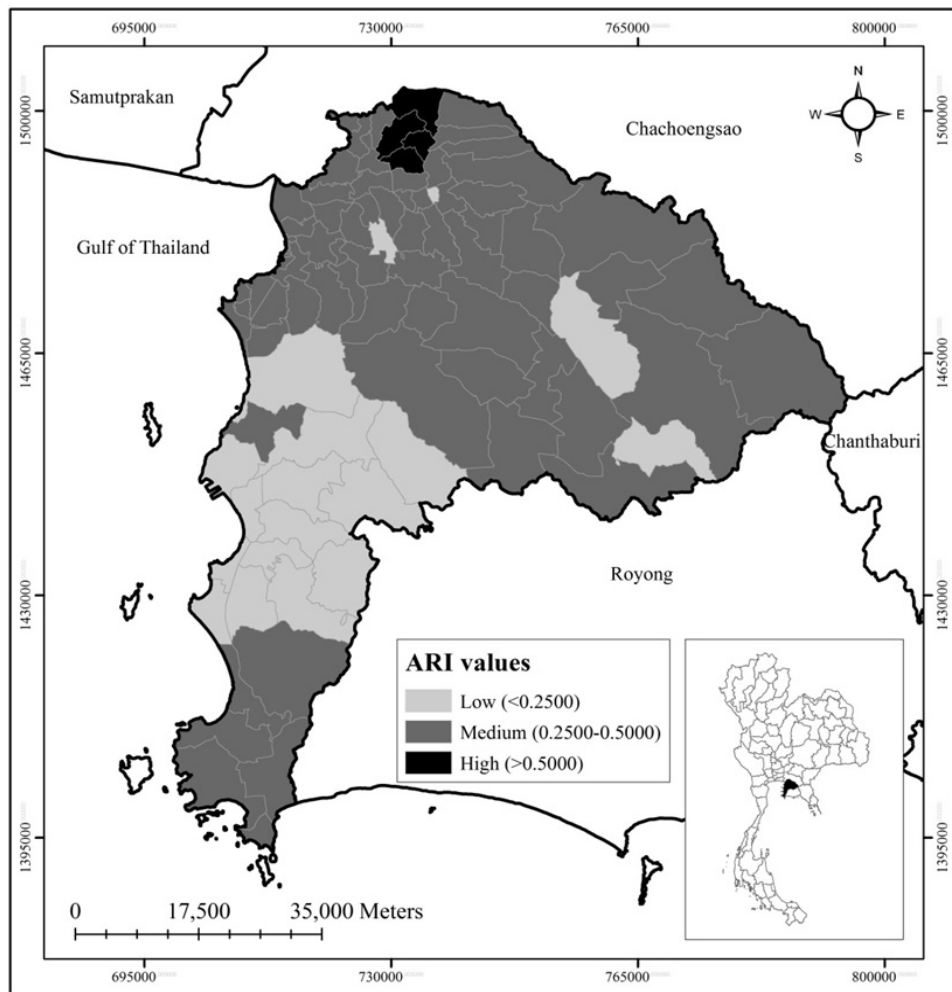 695000
730000
765000
800000
Samutprakan
N
W
E
S
1500000
1500000
Chachoengsao
Gulf of Thailand
1465000
1465000
Chanthaburi
Royong
1430000
1430000
ARI values
Low (<0.2500)
Medium (0.2500-0.5000)
High (>0.5000)
1395000
1395000
0
17,500
35,000 Meters
695000
730000
765000
800000